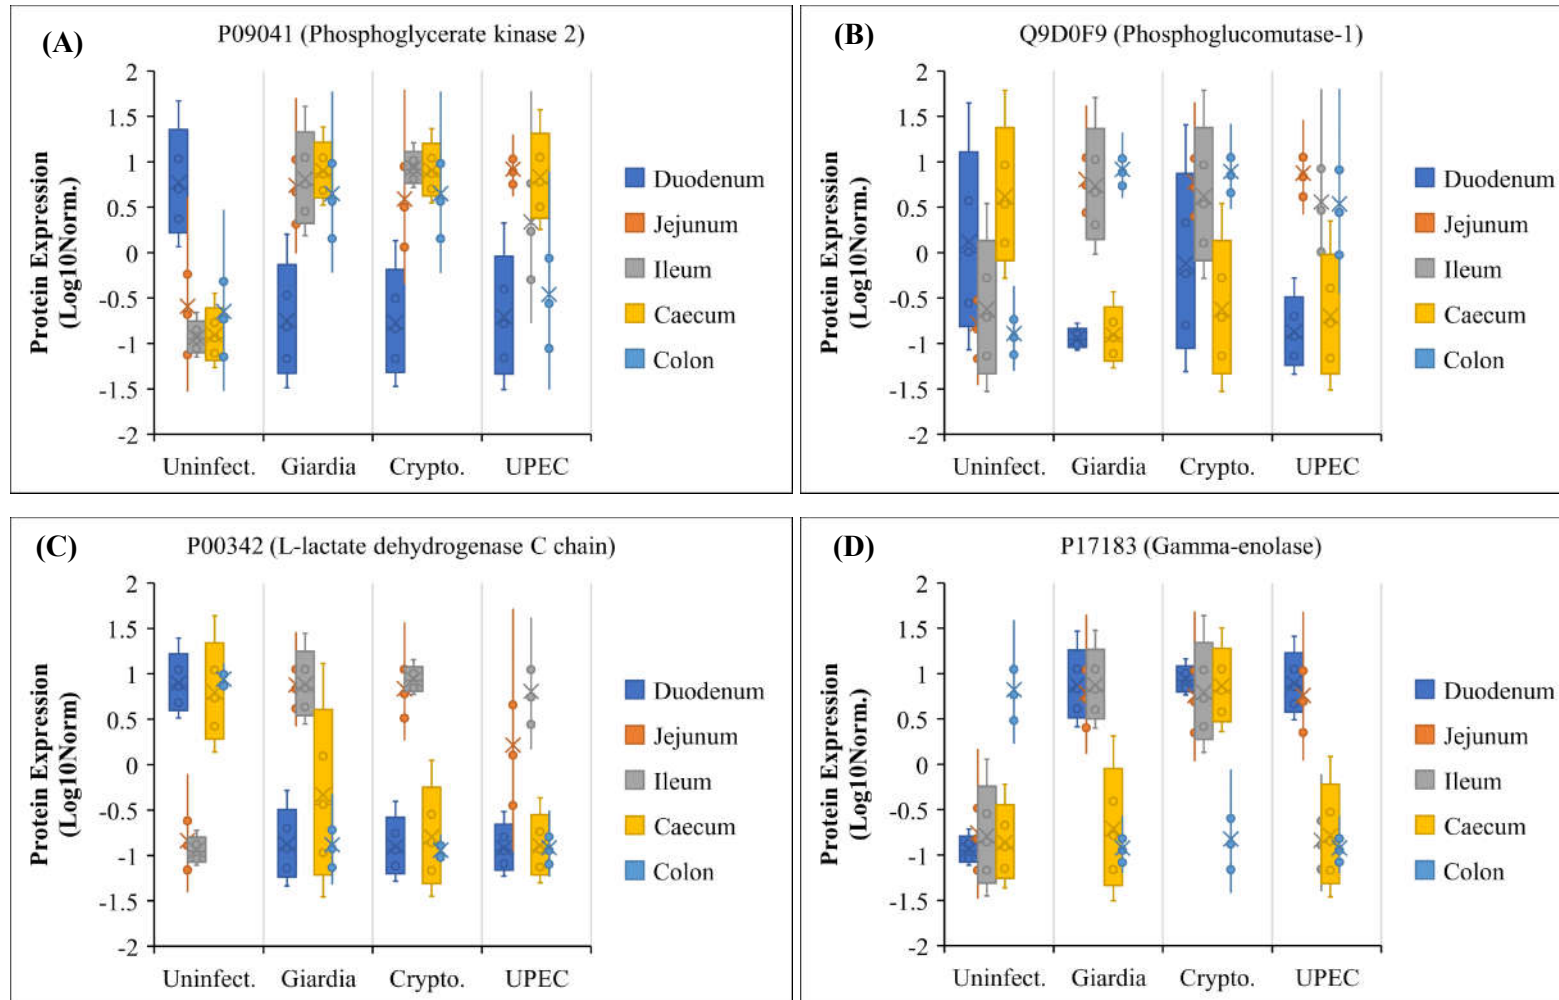 (A)
P09041 (Phosphoglycerate kinase 2)
Protein Expression
(Log10Norm.)
2
1.5
1
0.5
0
-0.5
-1
-1.5
-2
Uninfect. Giardia Crypto. UPEC
Duodenum
Jejunum
Ileum
Caecum
Colon
(B)
Q9D0F9 (Phosphoglucomutase-1)
Protein Expression
(Log10Norm.)
2
1.5
1
0.5
0
-0.5
-1
-1.5
-2
Uninfect. Giardia Crypto. UPEC
Duodenum
Jejunum
Ileum
Caecum
Colon
(C)
P00342 (L-lactate dehydrogenase C chain)
Protein Expression
(Log10Norm)
2
1.5
1
0.5
0
-0.5
-1
-1.5
-2
Uninfect. Giardia Crypto. UPEC
Duodenum
Jejunum
Ileum
Caecum
Colon
(D)
P17183 (Gamma-enolase)
Protein Expression
(Log10Norm.)
2
1.5
1
0.5
0
-0.5
-1
-1.5
-2
Uninfect. Giardia Crypto. UPEC
Duodenum
Jejunum
Ileum
Caecum
Colon